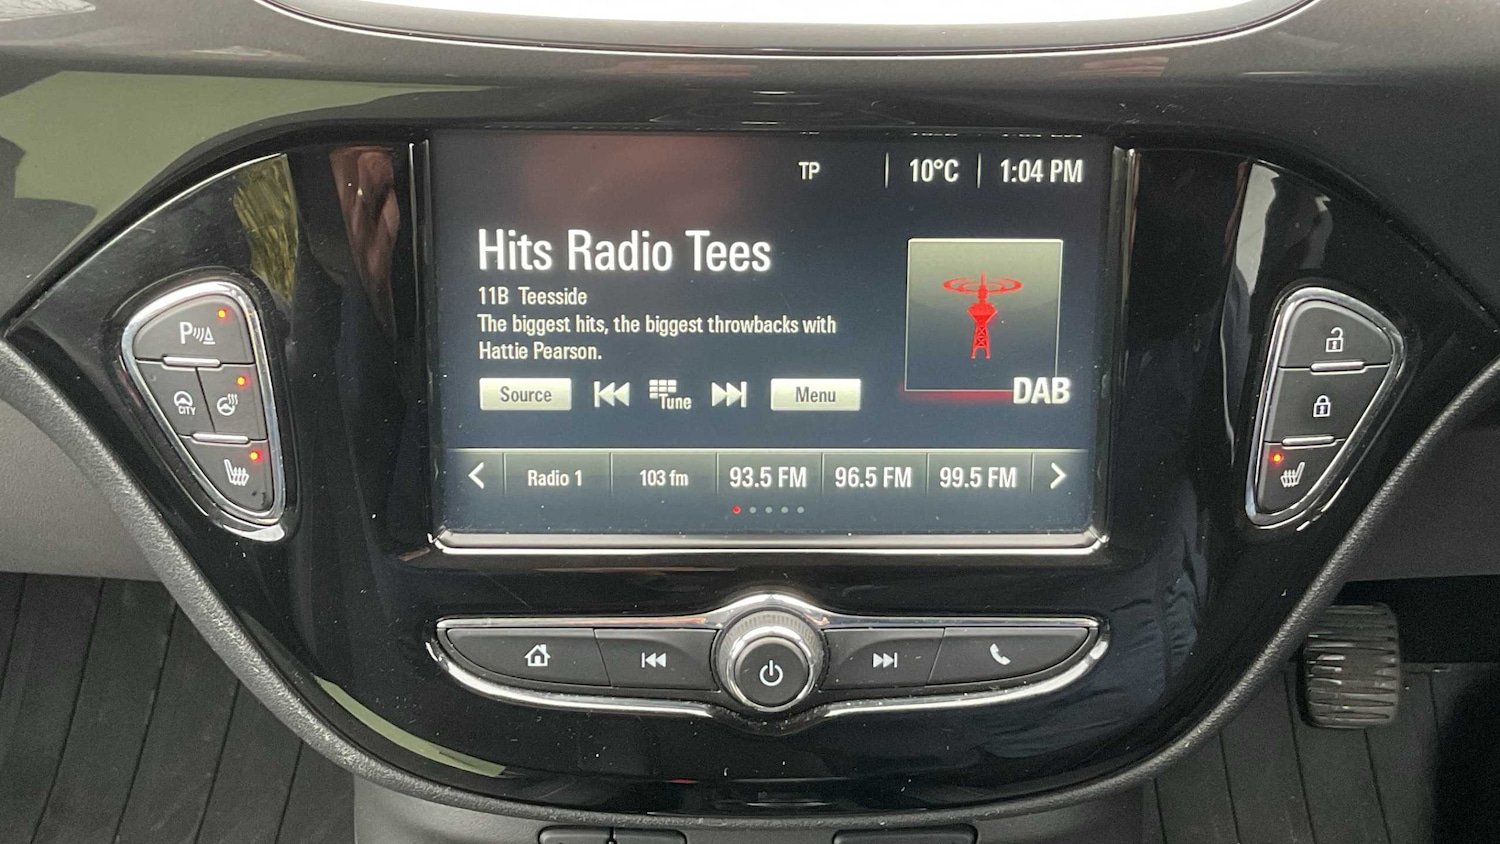 TP 10°C 1:04 PM
Hits Radio Tees
11B Teesside
The biggest hits, the biggest throwbacks with
Hattie Pearson.
DAB
Source Tune Menu
Radio 1 103 fm 93.5 FM 96.5 FM 99.5 FM
P
CITY